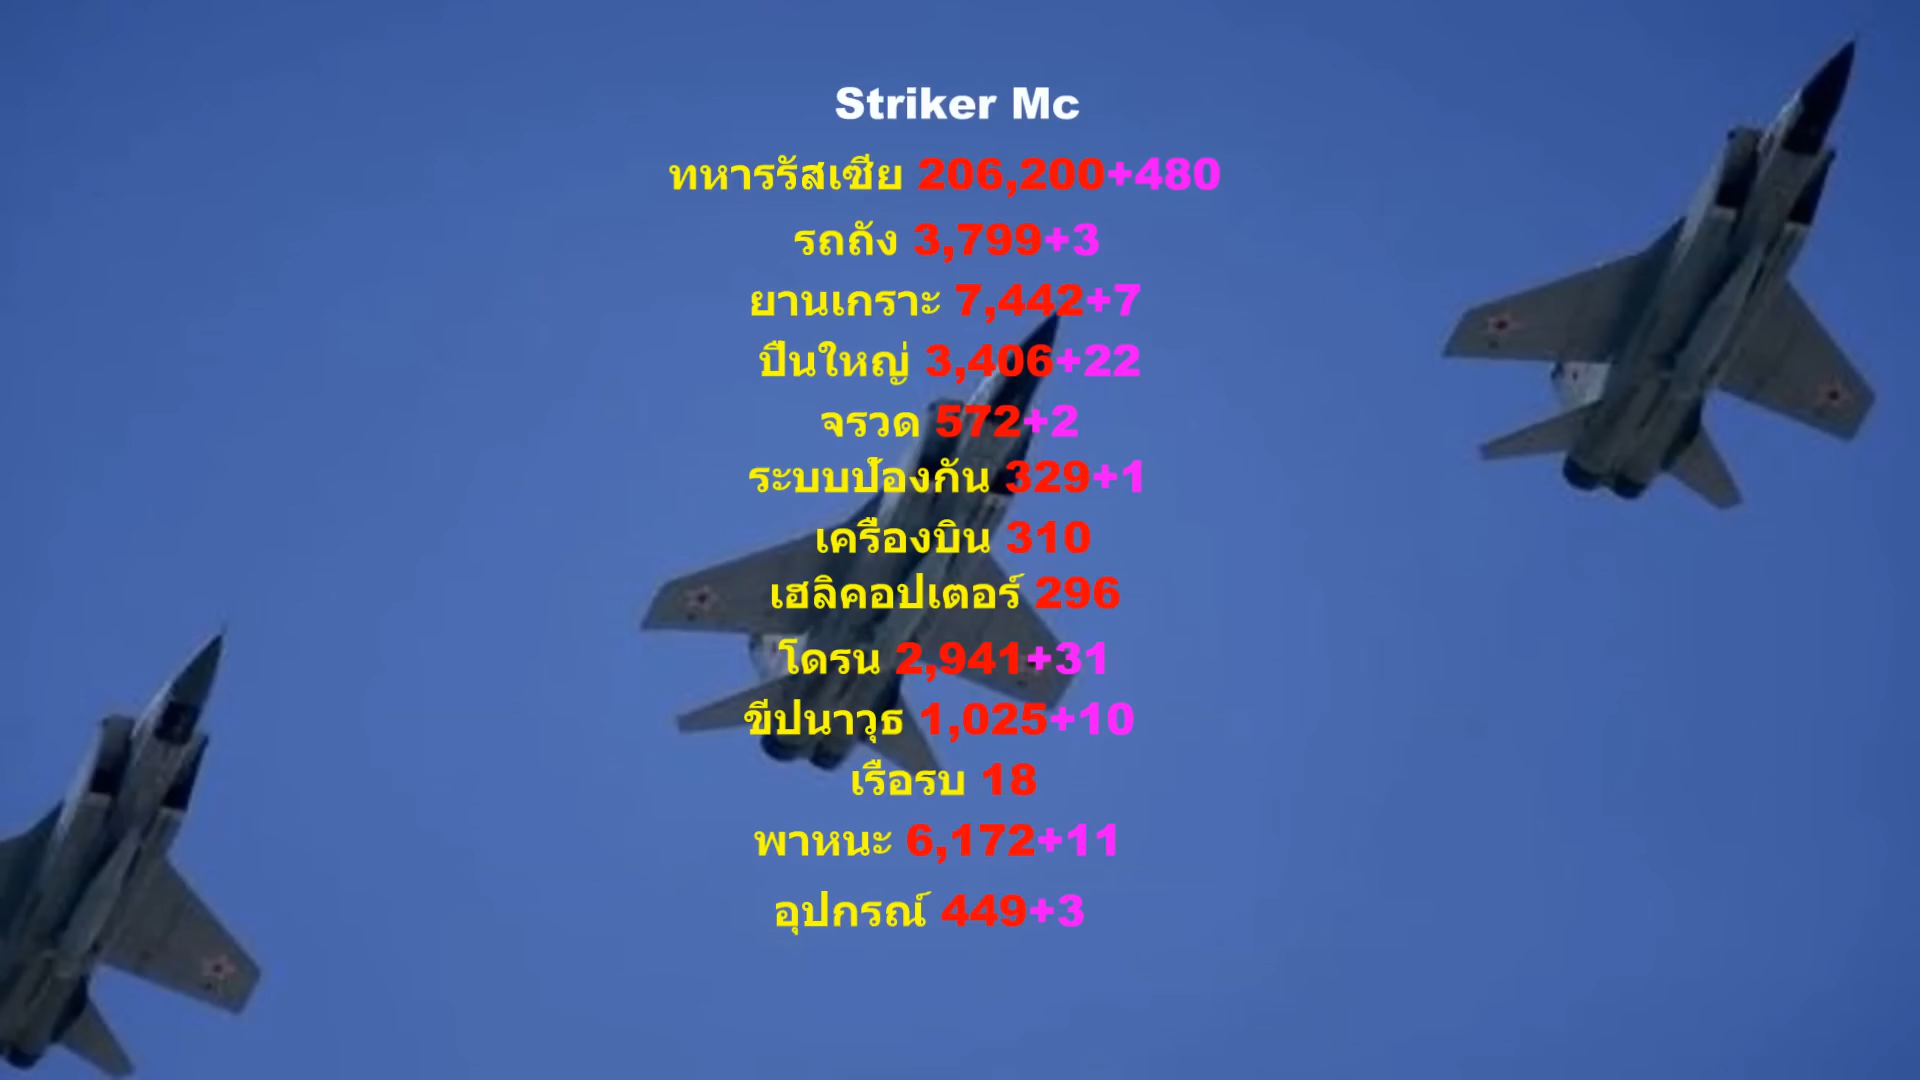 Striker Mc
ทหารรัสเซีย 206,200+480
รถถัง 3,799+3
ยานเกราะ 7,442+7
ปืนใหญ่ 3,406+22
จรวด 572+2
ระบบป้องกัน 329+1
เครื่องบิน 310
เฮลิคอปเตอร์ 296
โดรน 2,941+31
ขีปนาวุธ 1,025+10
เรือรบ 18
พาหนะ 6,172+11
อุปกรณ์ 449+3